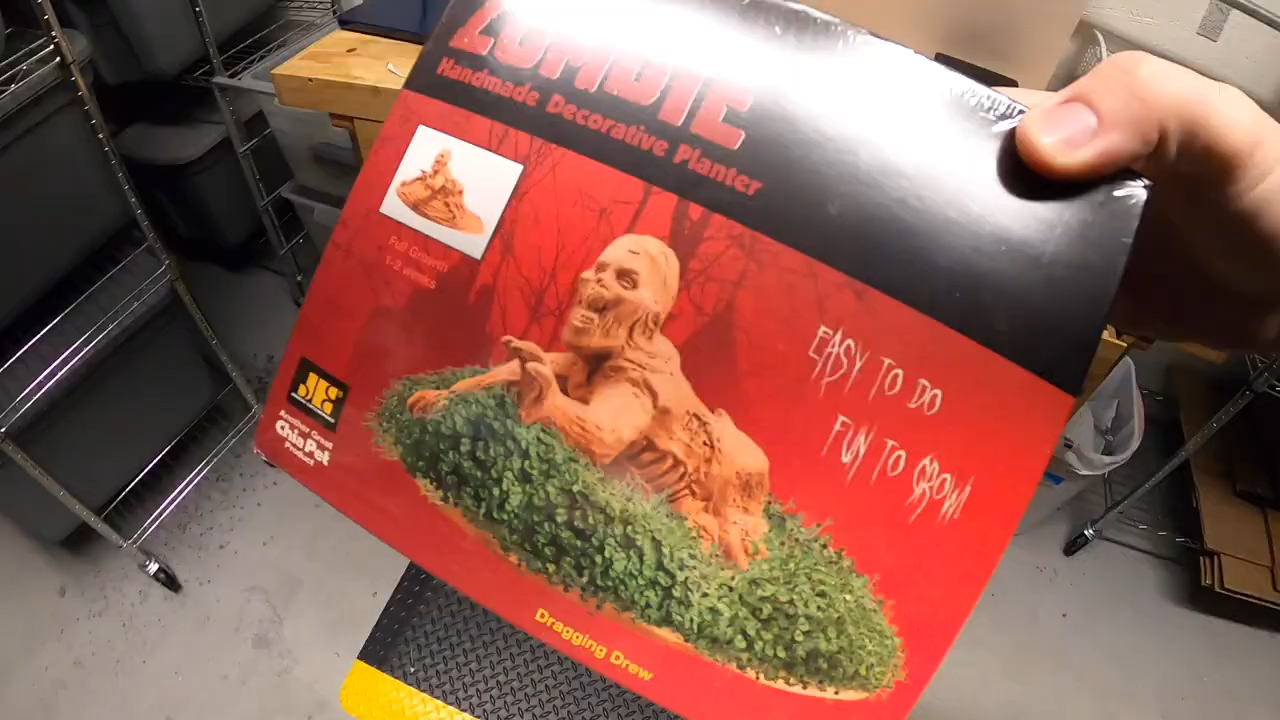 ZOMBIE
Handmade Decorative Planter
Full Growth
1-2 weeks
EASY TO DO
FUN TO GROW!
JE
Another Great
Chia Pet
Product
Dragging Drew